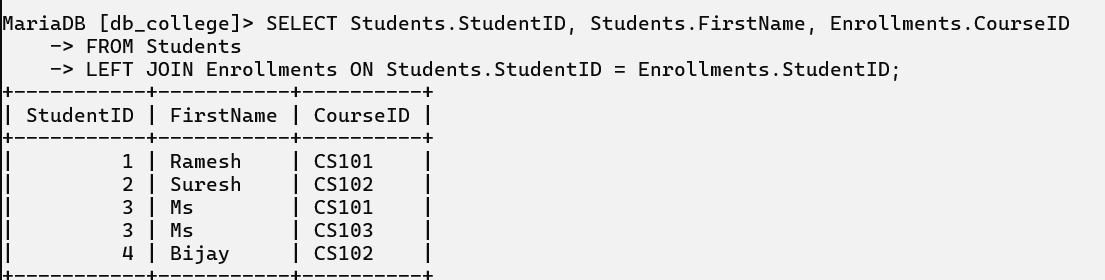 MariaDB [db_college]> SELECT Students.StudentID, Students.FirstName, Enrollments.CourseID
    -> FROM Students
    -> LEFT JOIN Enrollments ON Students.StudentID = Enrollments.StudentID;
+-----------+-----------+----------+
| StudentID | FirstName | CourseID |
+-----------+-----------+----------+
|         1 | Ramesh    | CS101    |
|         2 | Suresh    | CS102    |
|         3 | Ms        | CS101    |
|         3 | Ms        | CS103    |
|         4 | Bijay     | CS102    |
+-----------+-----------+----------+